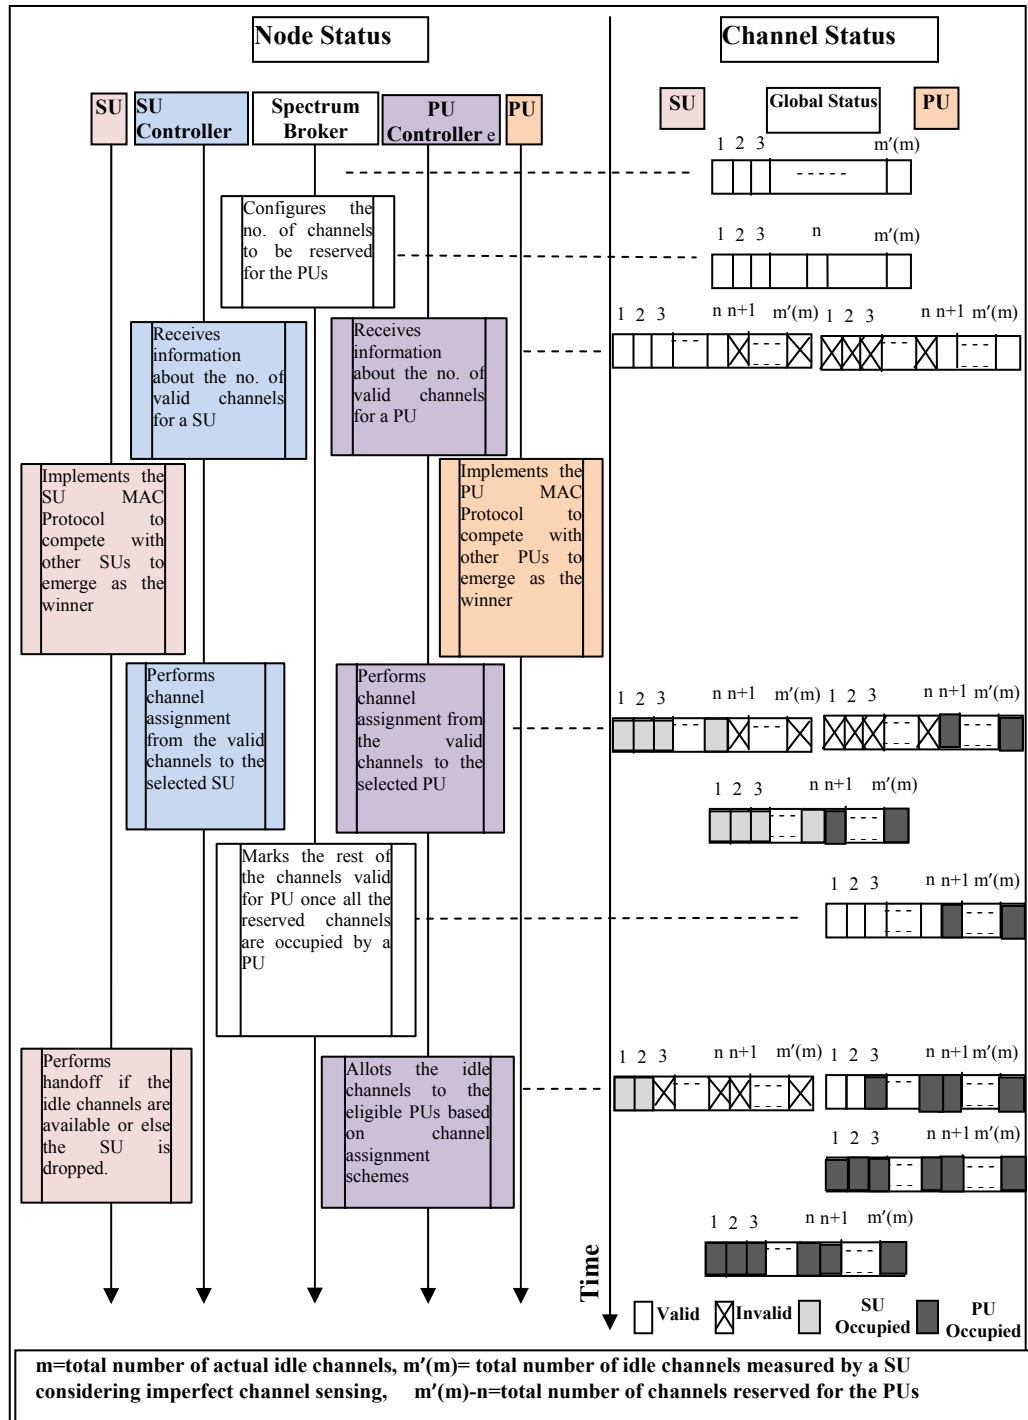 Node Status
Channel Status
SU
SU
Controller
Spectrum
Broker
PU
Controller e
PU
SU
Global Status
PU
1 2 3 m′(m)
Configures the
no. of channels
to be reserved
for the PUs
1 2 3 n m′(m)
Receives
information
about the no. of
valid channels
for a SU
Receives
information
about the no. of
valid channels
for a PU
1 2 3 n n+1 m′(m)
1 2 3 n n+1 m′(m)
Implements the
SU MAC
Protocol to
compete with
other SUs to
emerge as the
winner
Implements the
PU MAC
Protocol to
compete with
other PUs to
emerge as the
winner
Performs
channel
assignment
from the valid
channels to the
selected SU
Performs
channel
assignment from
the valid
channels to the
selected PU
1 2 3 n n+1 m′(m)
1 2 3 n n+1 m′(m)
1 2 3 n n+1 m′(m)
Marks the rest of
the channels valid
for PU once all the
reserved channels
are occupied by a
PU
1 2 3 n n+1 m′(m)
Performs
handoff if the
idle channels are
available or else
the SU is
dropped.
Allots the idle
channels to the
eligible PUs based
on channel
assignment
schemes
1 2 3 n n+1 m′(m)
1 2 3 n n+1 m′(m)
1 2 3 n n+1 m′(m)
1 2 3 n n+1 m′(m)
Time
Valid
Invalid
SU
Occupied
PU
Occupied
m=total number of actual idle channels, m′(m)= total number of idle channels measured by a SU
considering imperfect channel sensing, m′(m)-n=total number of channels reserved for the PUs